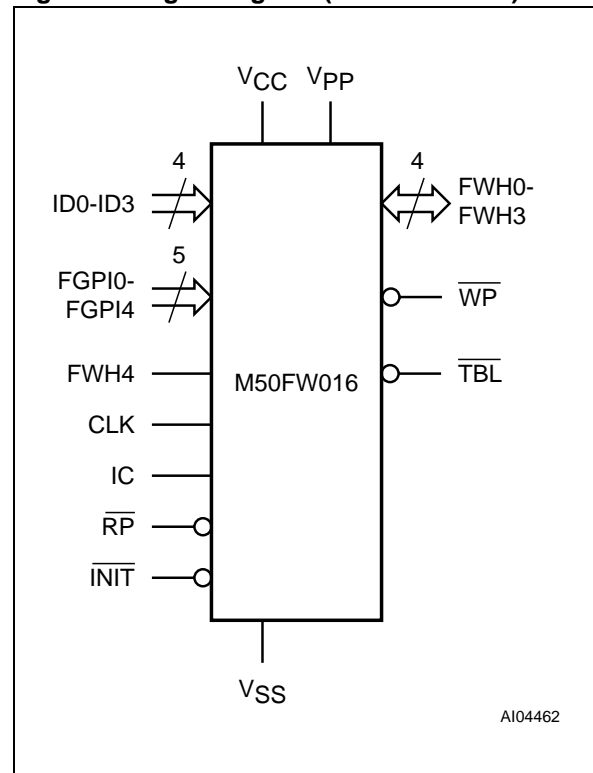 VCC VPP
4
ID0-ID3
4
FWH0-
FWH3
5
FGPI0-
FGPI4
WP
FWH4
M50FW016
TBL
CLK
IC
RP
INIT
VSS
AI04462